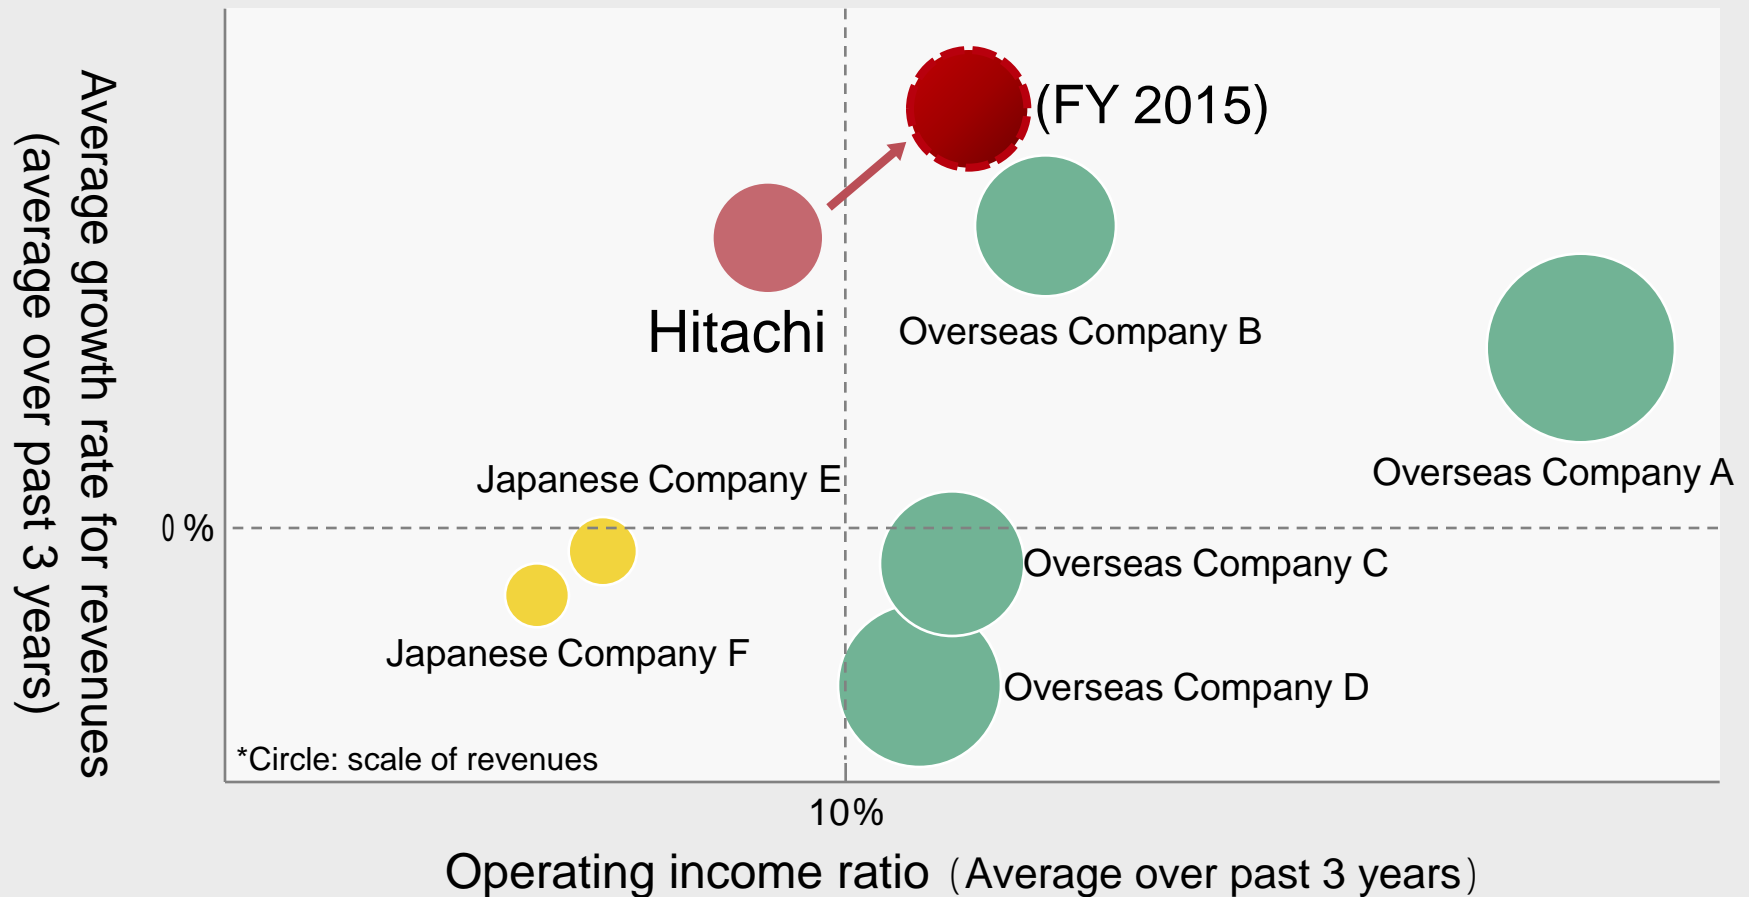 Average growth rate for revenues
(average over past 3 years)
(FY 2015)
Hitachi
Overseas Company B
Overseas Company A
Japanese Company E
0%
Overseas Company C
Japanese Company F
Overseas Company D
*Circle: scale of revenues
10%
Operating income ratio（Average over past 3 years）